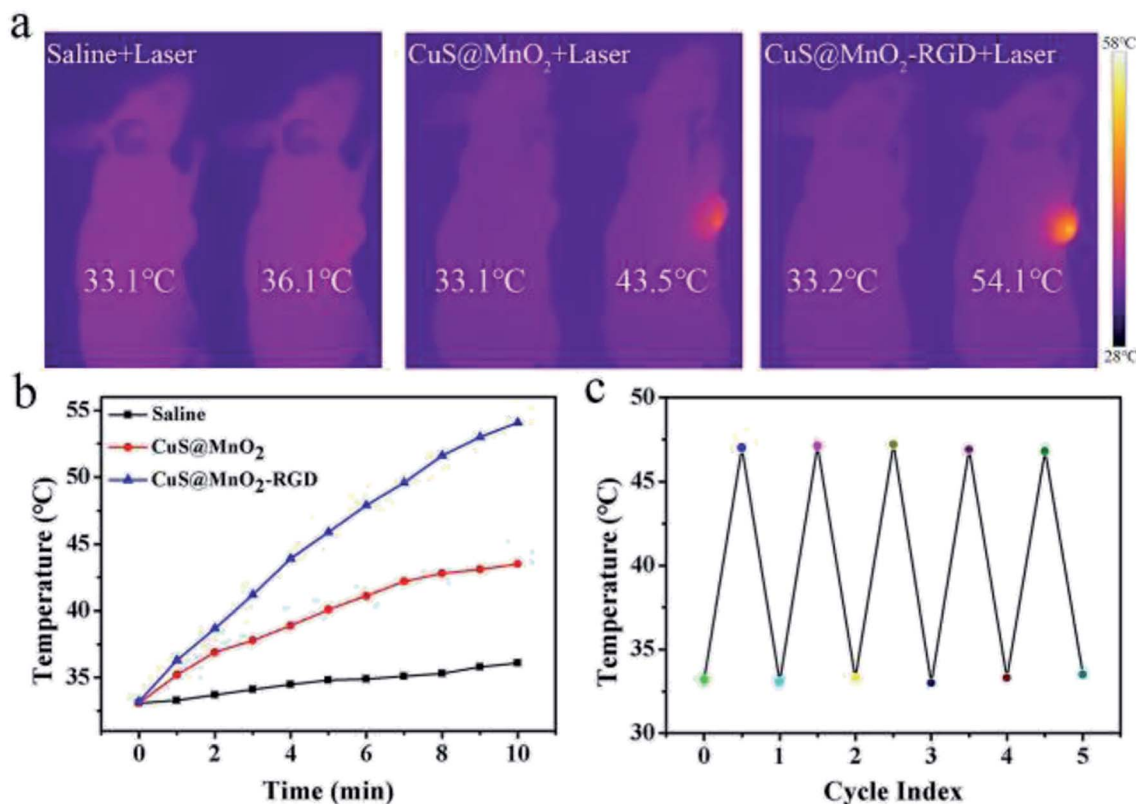 a
Saline+Laser
CuS@MnO₂+Laser
CuS@MnO₂-RGD+Laser
58℃
33.1℃
36.1℃
33.1℃
43.5℃
33.2℃
54.1℃
28℃
b
Saline
CuS@MnO₂
CuS@MnO₂-RGD
55
50
45
40
35
Temperature (℃)
0
2
4
6
8
10
Time (min)
c
50
45
40
35
30
Temperature (℃)
0
1
2
3
4
5
Cycle Index